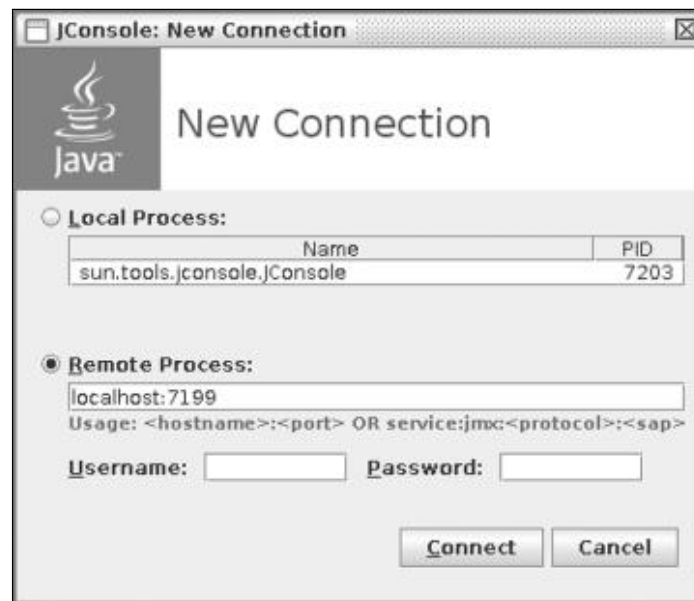 JConsole: New Connection
Java™
New Connection
Local Process:
Name PID
sun.tools.jconsole.JConsole 7203
Remote Process:
localhost:7199
Usage: <hostname>:<port> OR service:jmx:<protocol>:<sap>
Username: Password:
Connect Cancel